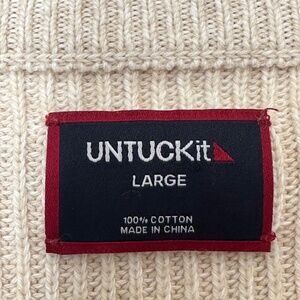 UNTUCKit
LARGE
100% COTTON
MADE IN CHINA